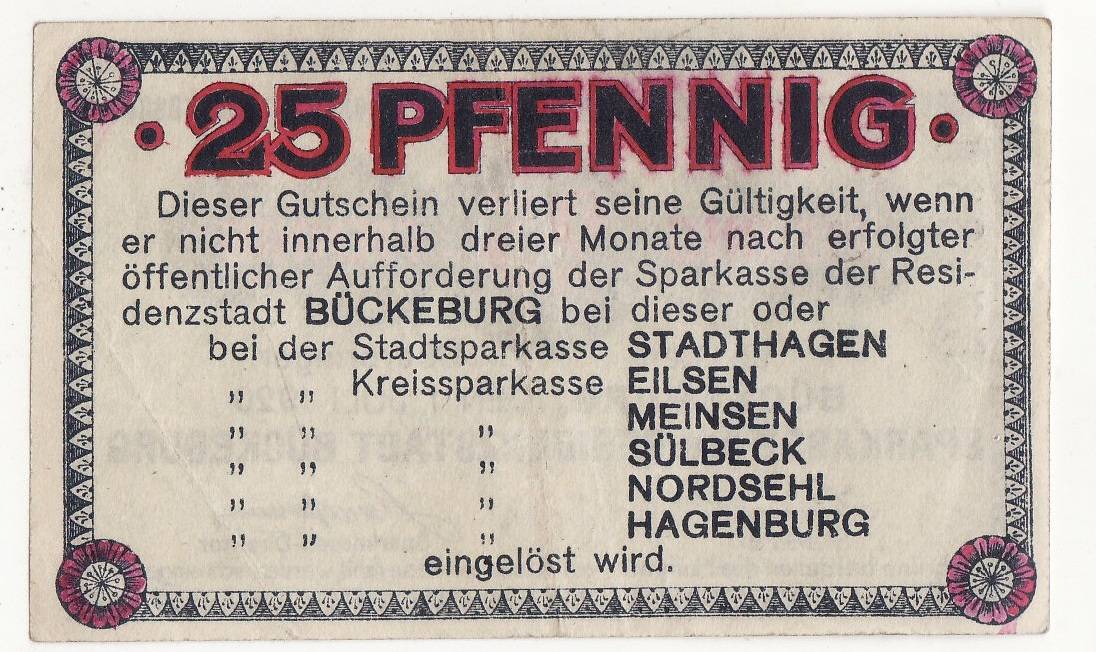 • 25 PFENNIG •
Dieser Gutschein verliert seine Gültigkeit, wenn
er nicht innerhalb dreier Monate nach erfolgter
öffentlicher Aufforderung der Sparkasse der Resi-
denzstadt BÜCKEBURG bei dieser oder
bei der Stadtsparkasse STADTHAGEN
„ „ Kreissparkasse EILSEN
„ „ „ MEINSEN
„ „ „ SÜLBECK
„ „ „ NORDSEHL
„ „ „ HAGENBURG
eingelöst wird.